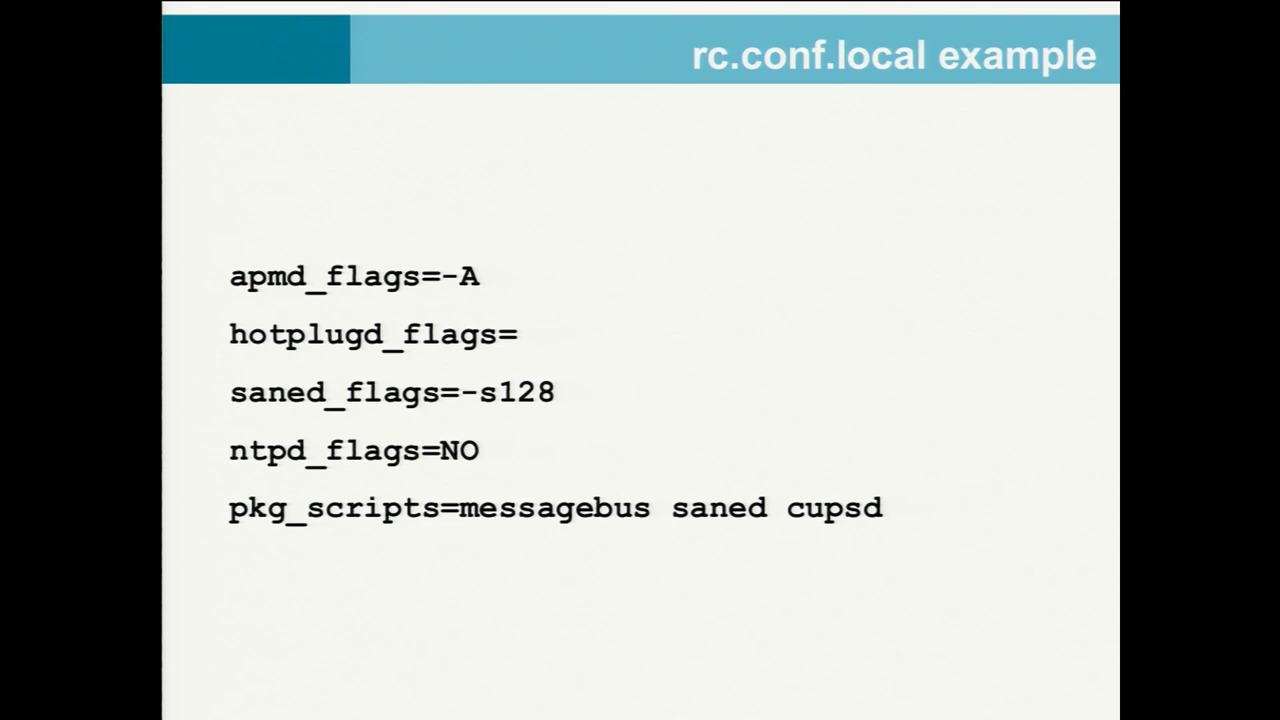 rc.conf.local example
apmd_flags=-A
hotplugd_flags=
saned_flags=-s128
ntpd_flags=NO
pkg_scripts=messagebus saned cupsd